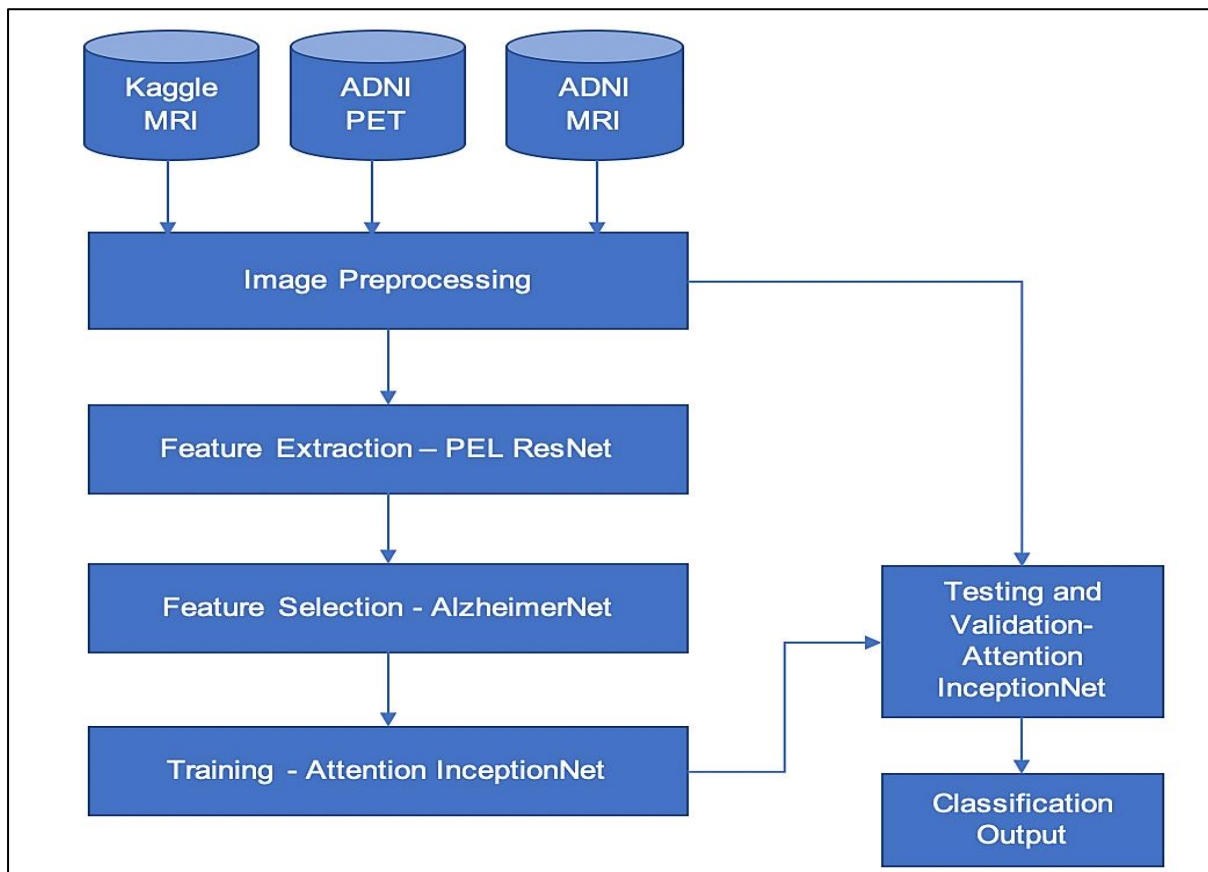 Kaggle
MRI
ADNI
PET
ADNI
MRI
Image Preprocessing
Feature Extraction – PEL ResNet
Feature Selection - AlzheimerNet
Training - Attention InceptionNet
Testing and
Validation-
Attention
InceptionNet
Classification
Output